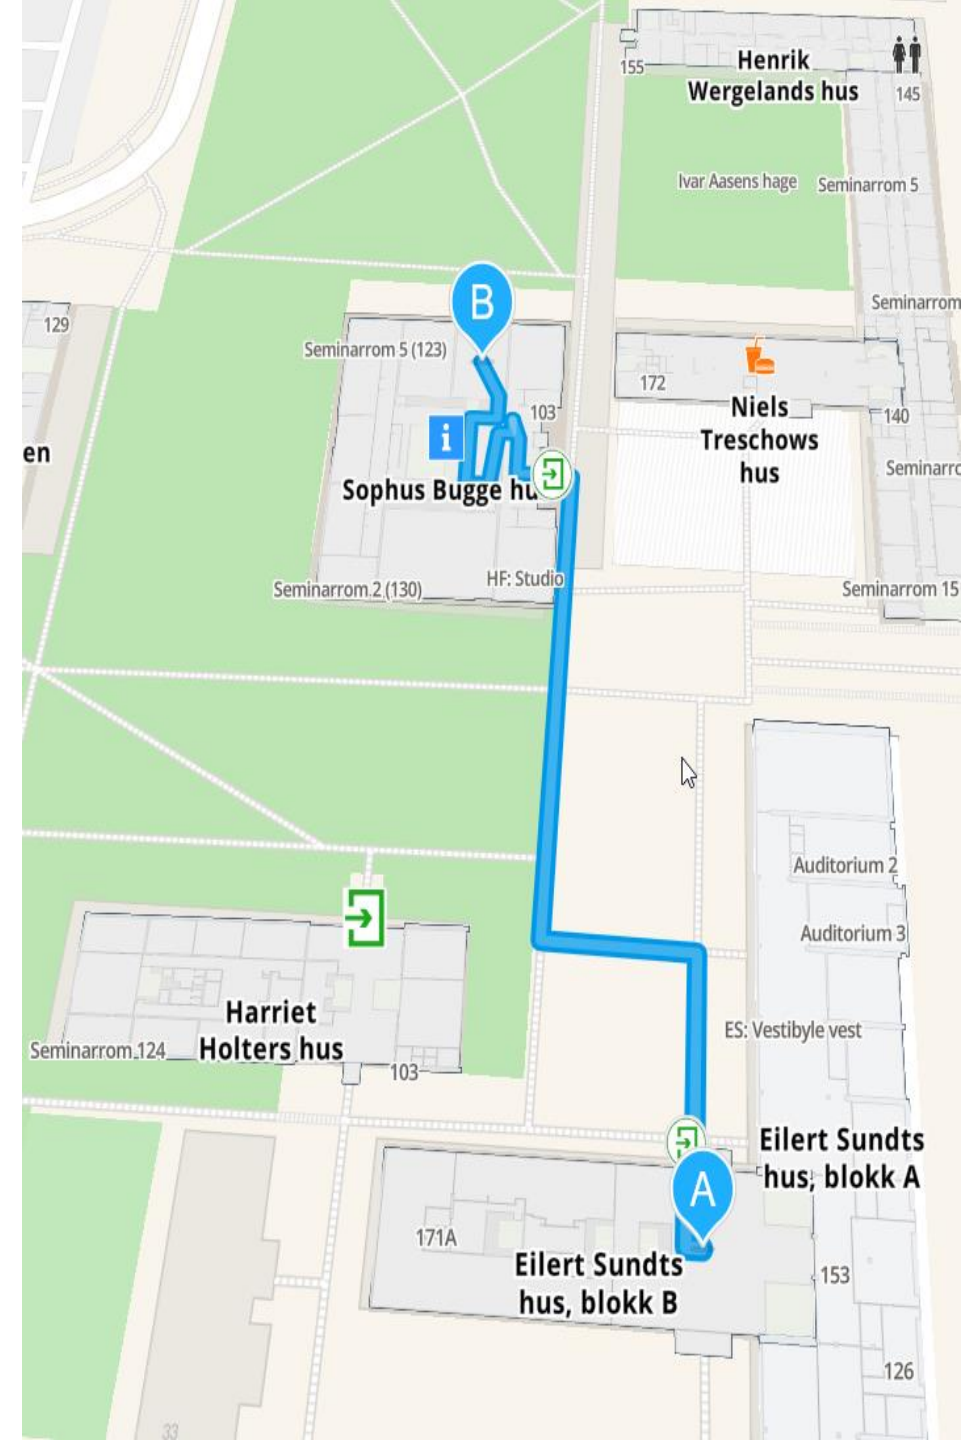 155
Henrik
Wergelands hus
145
Ivar Aasens hage
Seminarrom 5
Seminarrom
B
129
Seminarrom 5 (123)
172
103
Niels
Treschows
hus
140
en
i
Sophus Bugge hu
Seminarro
HF: Studio
Seminarrom 2 (130)
Seminarrom 15
Auditorium 2
Auditorium 3
Harriet
Holters hus
ES: Vestibyle vest
Seminarrom 124
103
Eilert Sundts
hus, blokk A
A
171A
Eilert Sundts
hus, blokk B
153
126
33